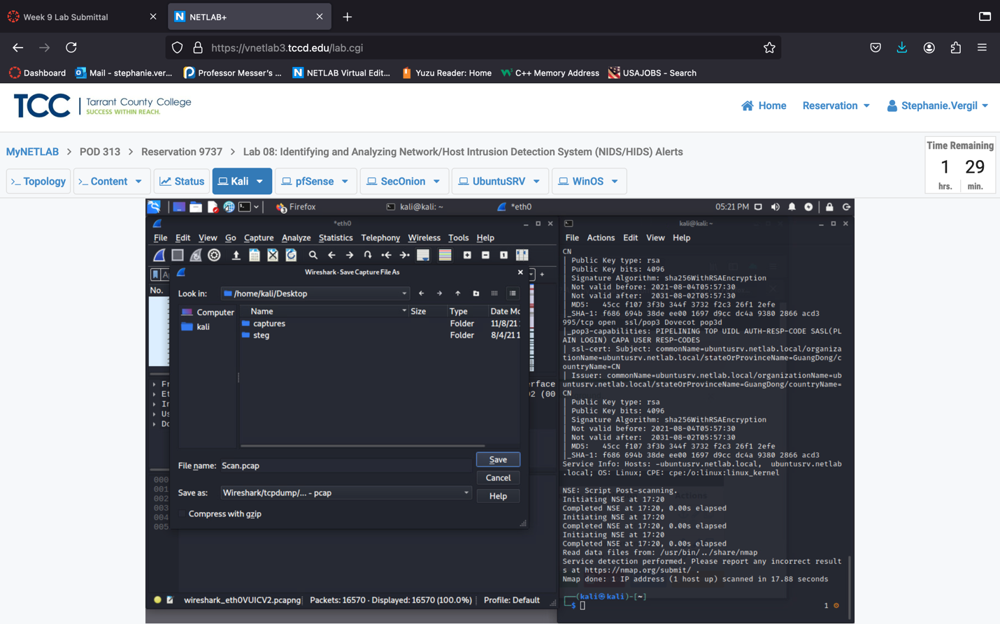 Week 9 Lab Submittal
NETLAB+
https://vnetlab3.tccd.edu/lab.cgi
Dashboard
Mail - stephanie.ver...
Professor Messer's ...
NETLAB Virtual Edit...
Yuzu Reader: Home
C++ Memory Address
USAJOBS - Search
TCC
Tarrant County College
SUCCESS WITHIN REACH.
Home
Reservation
Stephanie.Vergil
MyNETLAB > POD 313 > Reservation 9737 > Lab 08: Identifying and Analyzing Network/Host Intrusion Detection System (NIDS/HIDS) Alerts
Time Remaining
1 29
hrs. min.
>_ Topology
>_ Content
Status
Kali
pfSense
SecOnion
UbuntuSRV
WinOS
Firefox
kali@kali: ~
*eth0
05:21 PM
*eth0
File Edit View Go Capture Analyze Statistics Telephony Wireless Tools Help
No.
Wireshark · Save Capture File As
Look in:
/home/kali/Desktop
Computer
kali
Name Size Type Date Mo
captures Folder 11/8/21
steg Folder 8/4/21 1
Fr
Et
In
Us
Do
erface
02 (00
File name: Scan.pcap
Save
Cancel
Save as: Wireshark/tcpdump/... - pcap
Help
Compress with gzip
000
001
002
003
004
005
wireshark_eth0VUICV2.pcapng
Packets: 16570 · Displayed: 16570 (100.0%)
Profile: Default
kali@kali: ~
File Actions Edit View Help
CN
| Public Key type: rsa
| Public Key bits: 4096
| Signature Algorithm: sha256WithRSAEncryption
| Not valid before: 2021-08-04T05:57:30
| Not valid after:  2031-08-02T05:57:30
| MD5:   45cc f107 3f3b 344f 3732 f2c3 26f1 2efe
|_SHA-1: f686 694b 38de ee00 1697 d9cc dc4a 9380 2866 acd3
995/tcp open  ssl/pop3 Dovecot pop3d
|_pop3-capabilities: PIPELINING TOP UIDL AUTH-RESP-CODE SASL(PL
AIN LOGIN) CAPA USER RESP-CODES
| ssl-cert: Subject: commonName=ubuntusrv.netlab.local/organiza
tionName=ubuntusrv.netlab.local/stateOrProvinceName=GuangDong/c
ountryName=CN
| Issuer: commonName=ubuntusrv.netlab.local/organizationName=ub
untusrv.netlab.local/stateOrProvinceName=GuangDong/countryName=
CN
| Public Key type: rsa
| Public Key bits: 4096
| Signature Algorithm: sha256WithRSAEncryption
| Not valid before: 2021-08-04T05:57:30
| Not valid after:  2031-08-02T05:57:30
| MD5:   45cc f107 3f3b 344f 3732 f2c3 26f1 2efe
|_SHA-1: f686 694b 38de ee00 1697 d9cc dc4a 9380 2866 acd3
Service Info: Hosts: -ubuntusrv.netlab.local,  ubuntusrv.netlab
.local; OS: Linux; CPE: cpe:/o:linux:linux_kernel
NSE: Script Post-scanning.
Initiating NSE at 17:20
Completed NSE at 17:20, 0.00s elapsed
Initiating NSE at 17:20
Completed NSE at 17:20, 0.00s elapsed
Initiating NSE at 17:20
Completed NSE at 17:20, 0.00s elapsed
Read data files from: /usr/bin/../share/nmap
Service detection performed. Please report any incorrect result
s at https://nmap.org/submit/ .
Nmap done: 1 IP address (1 host up) scanned in 17.88 seconds
(kali㉿kali)-[~]
$
1